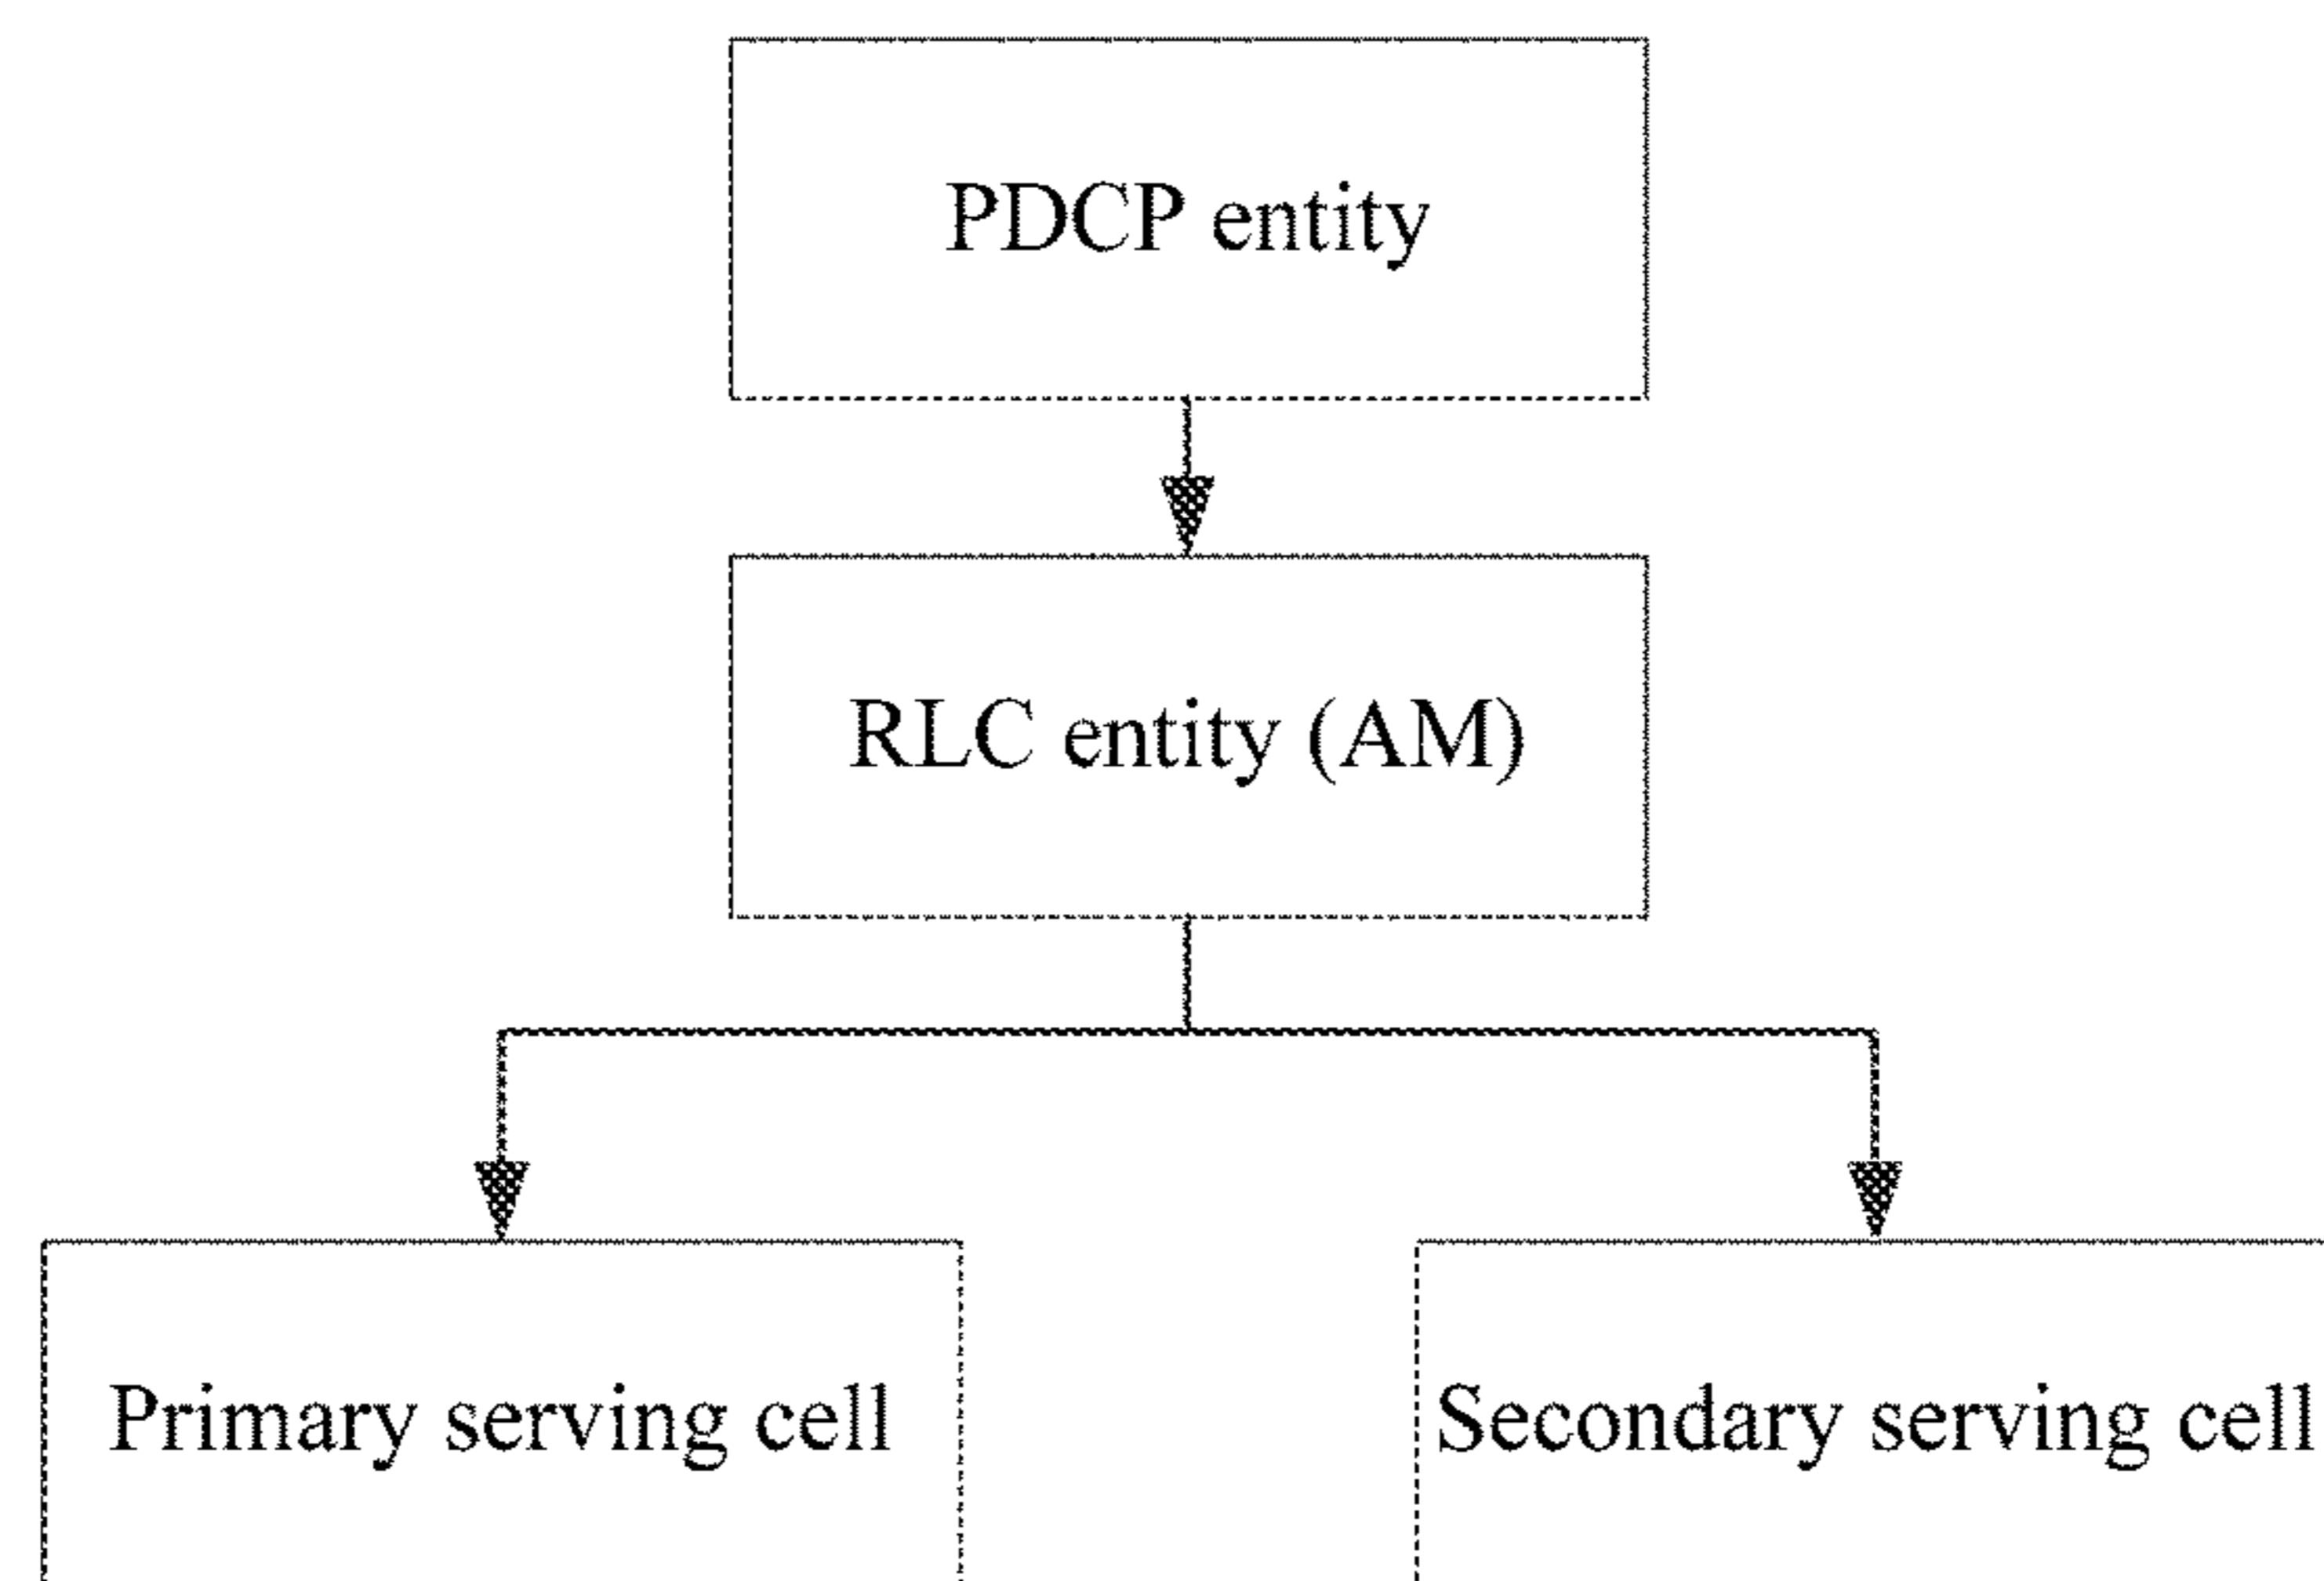 PDCP entity
RLC entity (AM)
Primary serving cell
Secondary serving cell